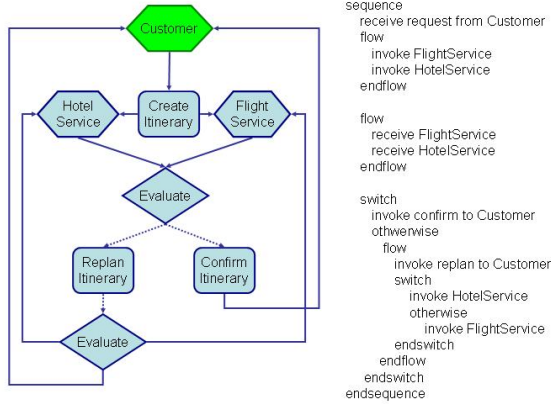 Customer
Hotel
Service
Create
Itinerary
Flight
Service
Evaluate
Replan
Itinerary
Confirm
Itinerary
Evaluate
sequence
receive request from Customer
flow
invoke FlightService
invoke HotelService
endflow
flow
receive FlightService
receive HotelService
endflow
switch
invoke confirm to Customer
othwerwise
flow
invoke replan to Customer
switch
invoke HotelService
otherwise
invoke FlightService
endswitch
endflow
endswitch
endsequence